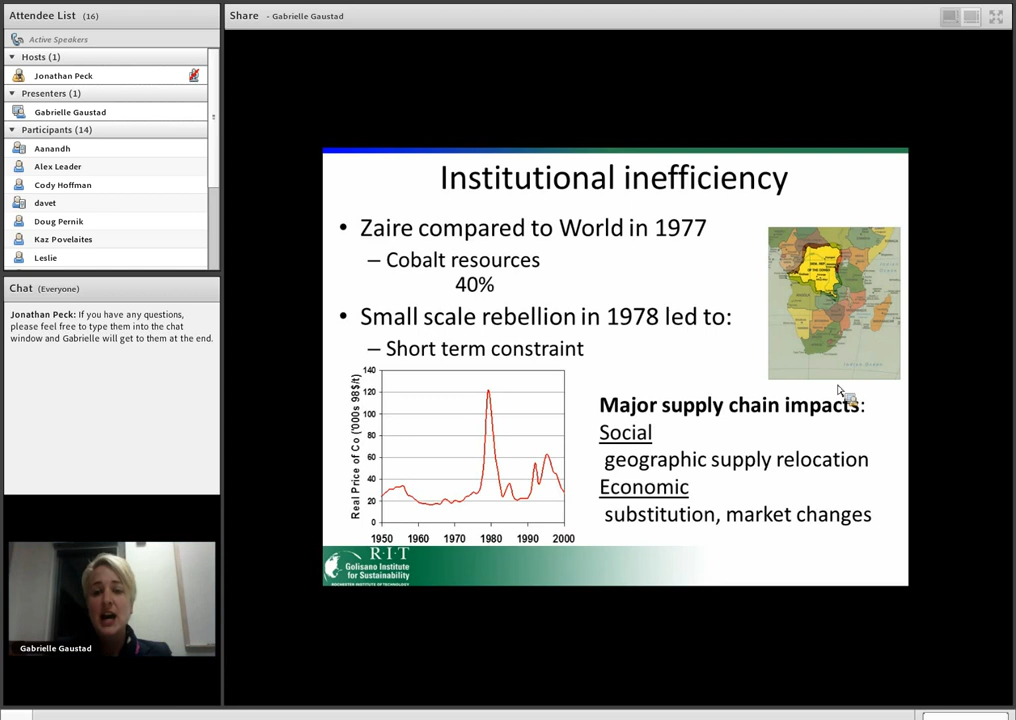 Attendee List (16)
Active Speakers
Hosts (1)
Jonathan Peck
Presenters (1)
Gabrielle Gaustad
Participants (14)
Aanandh
Alex Leader
Cody Hoffman
davet
Doug Pernik
Kaz Povelaites
Leslie
Chat (Everyone)
Jonathan Peck: If you have any questions,
please feel free to type them into the chat
window and Gabrielle will get to them at the end.
Gabrielle Gaustad
Share - Gabrielle Gaustad
Institutional inefficiency
• Zaire compared to World in 1977
– Cobalt resources
40%
• Small scale rebellion in 1978 led to:
– Short term constraint
Real Price of Co ('000s 98$/t)
140
120
100
80
60
40
20
0
1950 1960 1970 1980 1990 2000
Major supply chain impacts:
Social
geographic supply relocation
Economic
substitution, market changes
R·I·T
Golisano Institute
for Sustainability
ROCHESTER INSTITUTE OF TECHNOLOGY